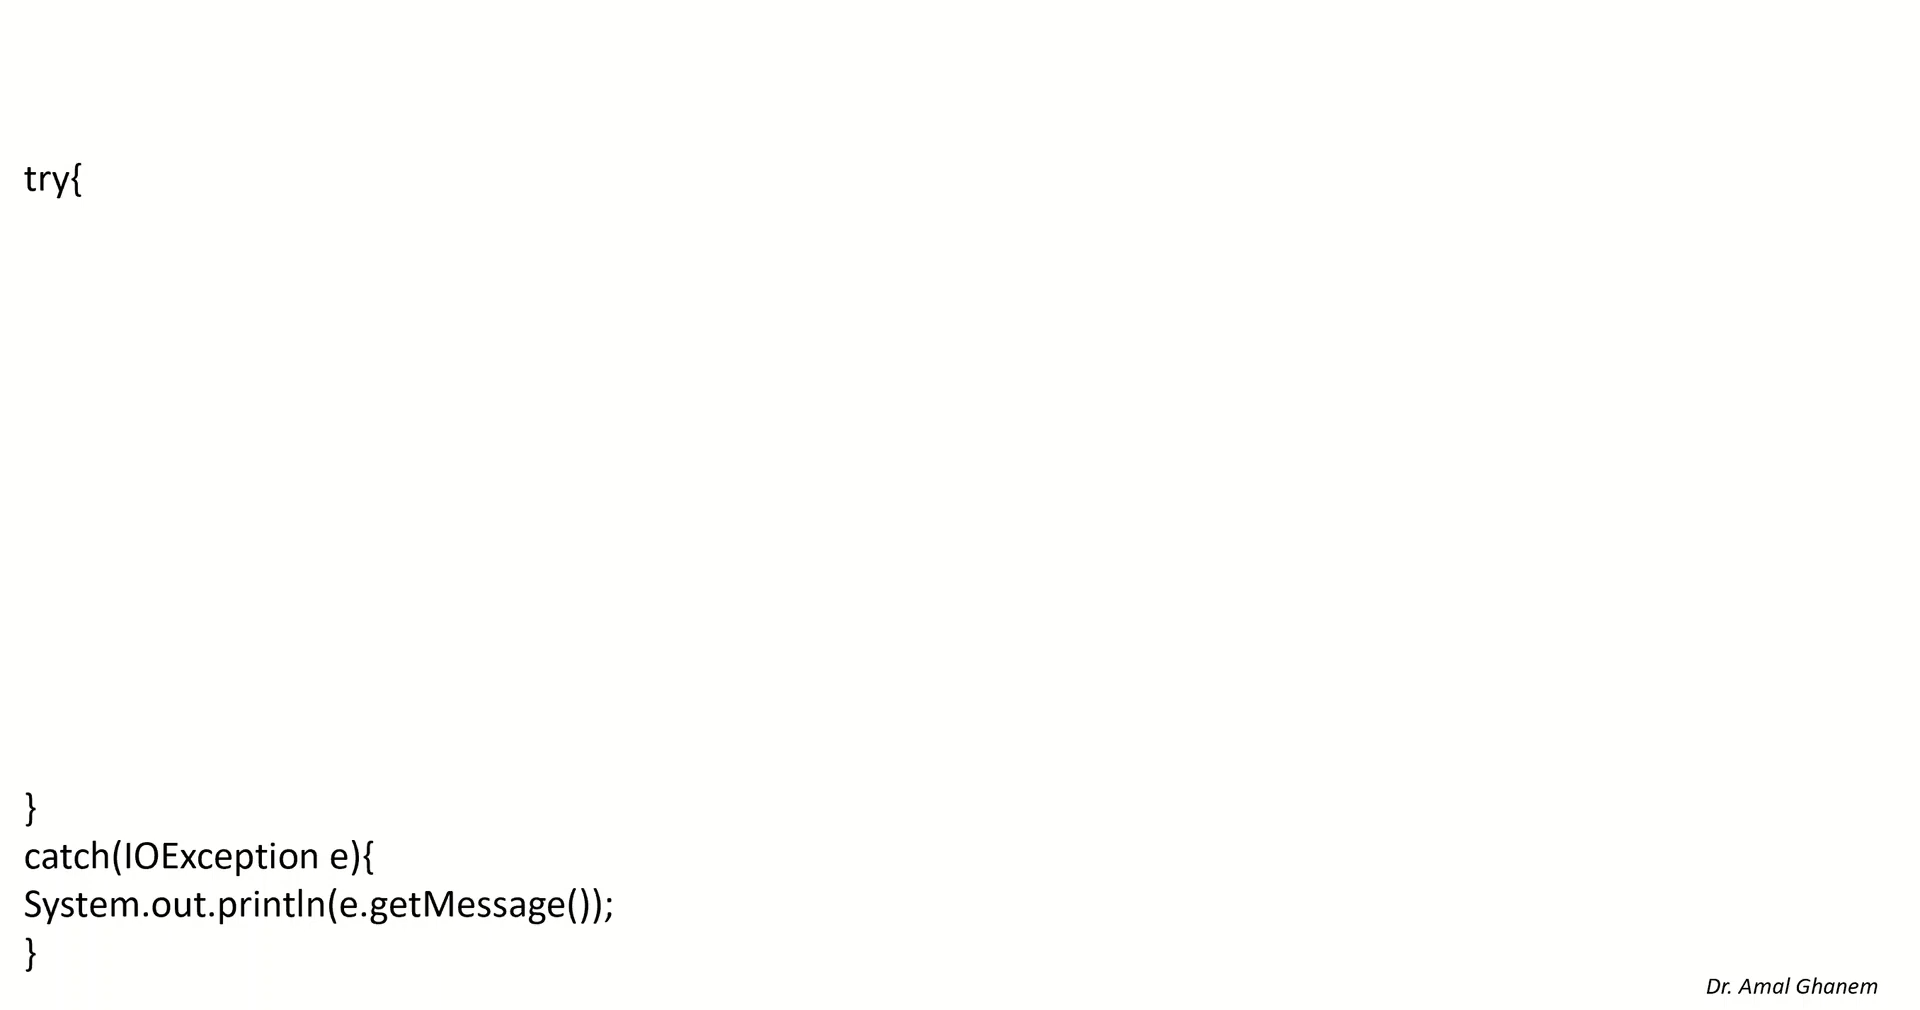 try{
}
catch(IOException e){
System.out.println(e.getMessage());
}
Dr. Amal Ghanem